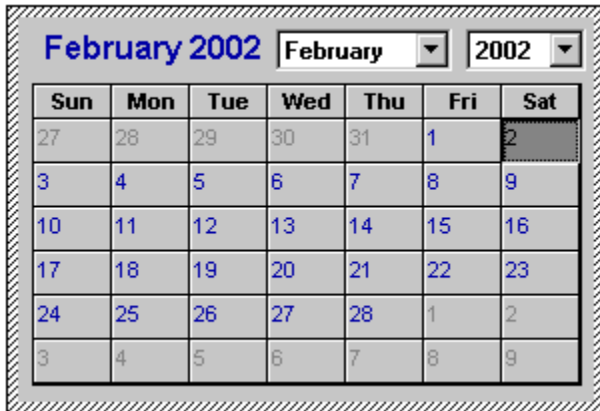 February 2002 February 2002
Sun Mon Tue Wed Thu Fri Sat
27 28 29 30 31 1 2
3 4 5 6 7 8 9
10 11 12 13 14 15 16
17 18 19 20 21 22 23
24 25 26 27 28 1 2
3 4 5 6 7 8 9